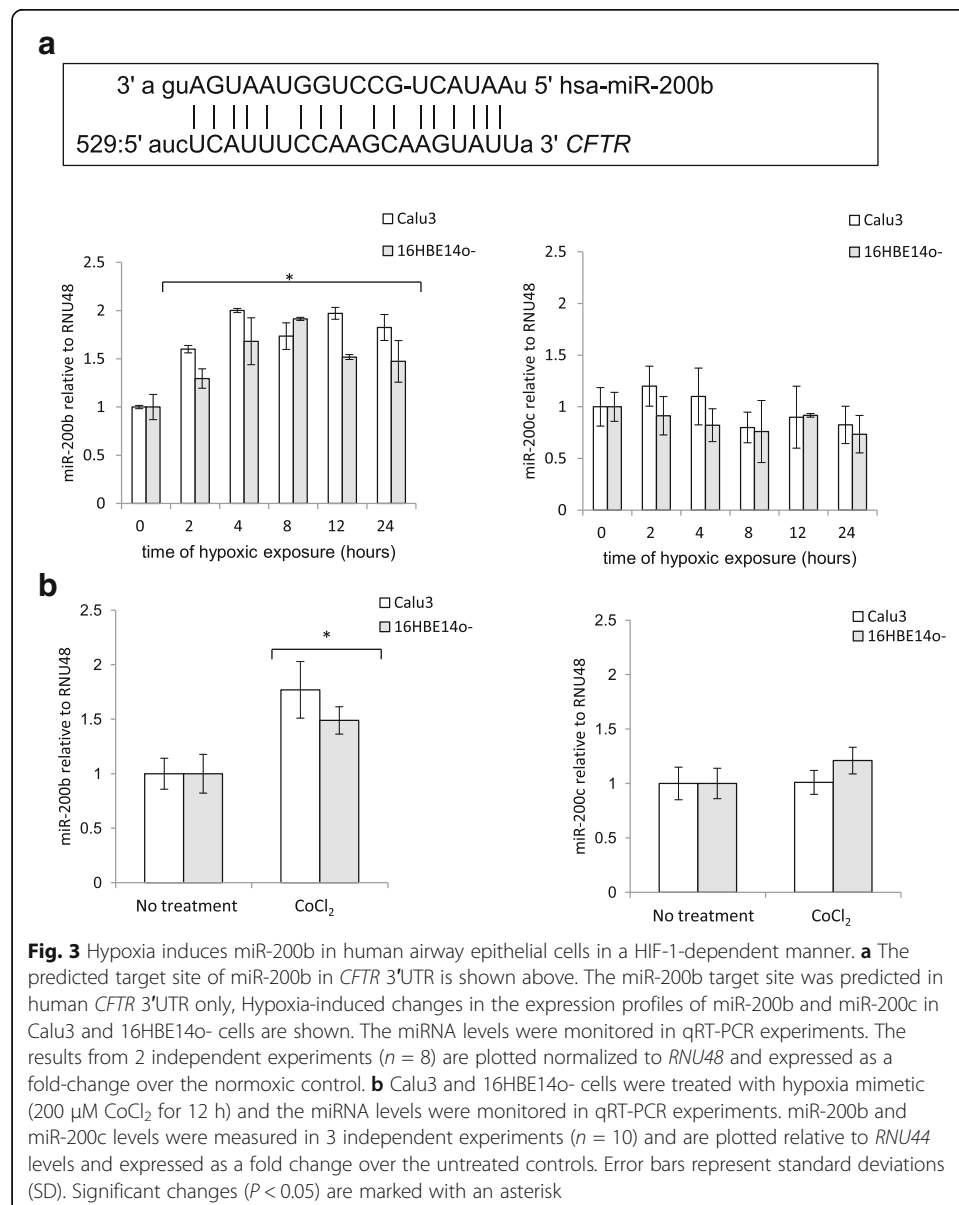 a
3' a guAGUAAUGGUCCG-UCAUAAu 5' hsa-miR-200b
529:5' aucUCAUUUCCAAGCAAGUAUUa 3' CFTR
Calu3
16HBE14o-
miR-200b relative to RNU48
2.5
2
1.5
1
0.5
0
*
0 2 4 8 12 24
time of hypoxic exposure (hours)
Calu3
16HBE14o-
miR-200c relative to RNU48
2.5
2
1.5
1
0.5
0
0 2 4 8 12 24
time of hypoxic exposure (hours)
b
Calu3
16HBE14o-
miR-200b relative to RNU48
2.5
2
1.5
1
0.5
0
*
No treatment CoCl₂
Calu3
16HBE14o-
miR-200c relative to RNU48
2.5
2
1.5
1
0.5
0
No treatment CoCl₂
Fig. 3 Hypoxia induces miR-200b in human airway epithelial cells in a HIF-1-dependent manner. a The
predicted target site of miR-200b in CFTR 3′UTR is shown above. The miR-200b target site was predicted in
human CFTR 3′UTR only, Hypoxia-induced changes in the expression profiles of miR-200b and miR-200c in
Calu3 and 16HBE14o- cells are shown. The miRNA levels were monitored in qRT-PCR experiments. The
results from 2 independent experiments (n = 8) are plotted normalized to RNU48 and expressed as a
fold-change over the normoxic control. b Calu3 and 16HBE14o- cells were treated with hypoxia mimetic
(200 μM CoCl₂ for 12 h) and the miRNA levels were monitored in qRT-PCR experiments. miR-200b and
miR-200c levels were measured in 3 independent experiments (n = 10) and are plotted relative to RNU44
levels and expressed as a fold change over the untreated controls. Error bars represent standard deviations
(SD). Significant changes (P < 0.05) are marked with an asterisk